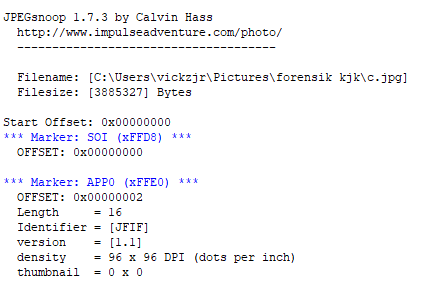 JPEGsnoop 1.7.3 by Calvin Hass
http://www.impulseadventure.com/photo/
-------------------------------------
Filename: [C:\Users\vickzjr\Pictures\forensik kjk\c.jpg]
Filesize: [3885327] Bytes
Start Offset: 0x00000000
*** Marker: SOI (xFFD8) ***
OFFSET: 0x00000000
*** Marker: APP0 (xFFE0) ***
OFFSET: 0x00000002
Length     = 16
Identifier = [JFIF]
version    = [1.1]
density    = 96 x 96 DPI (dots per inch)
thumbnail  = 0 x 0